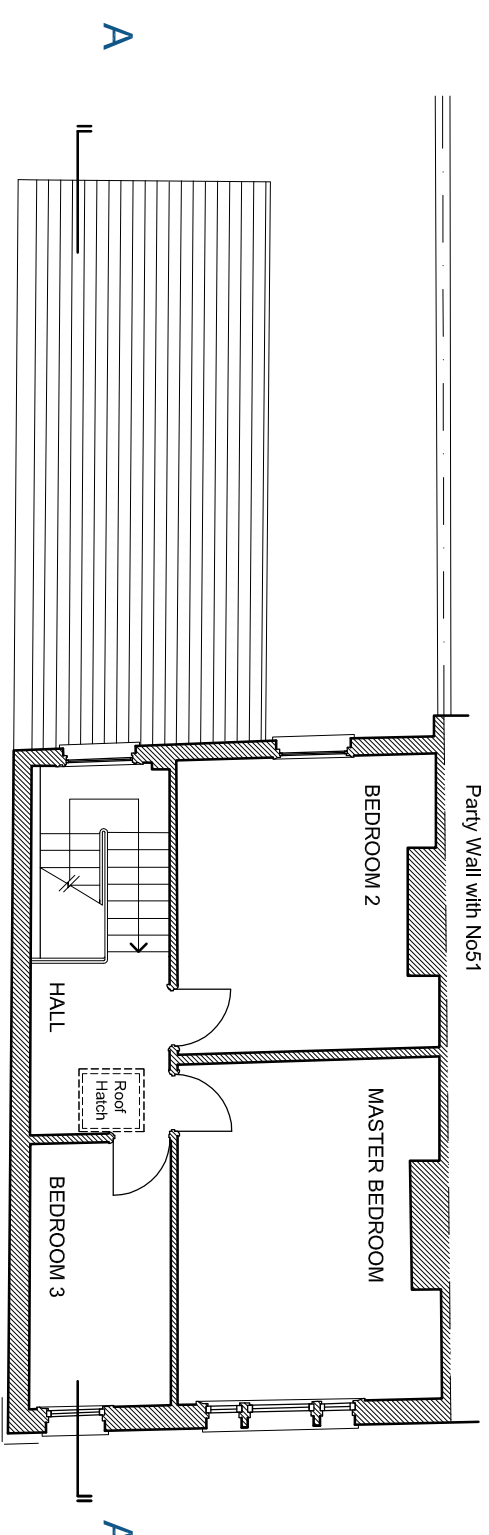 A
Party Wall with No51
BEDROOM 2
HALL
Roof
Hatch
MASTER BEDROOM
BEDROOM 3
A